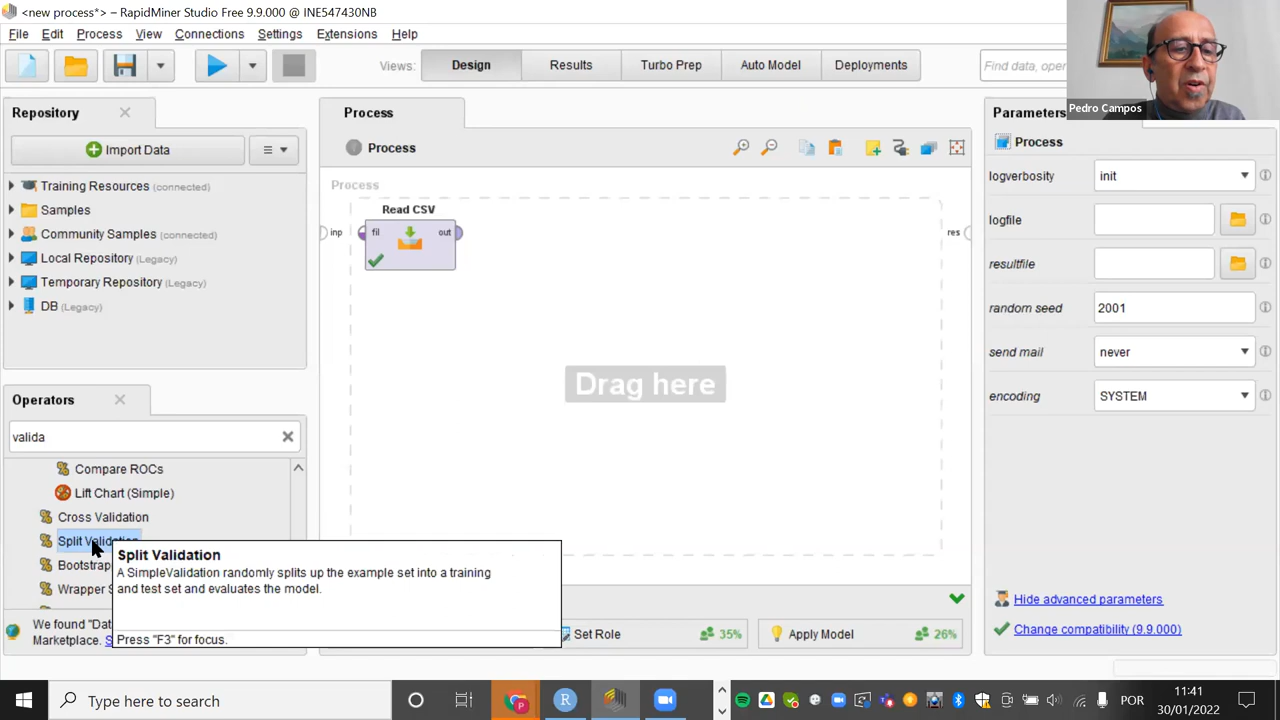 <new process*> – RapidMiner Studio Free 9.9.000 @ INE547430NB
File Edit Process View Connections Settings Extensions Help
Views: Design Results Turbo Prep Auto Model Deployments Find data, oper
Pedro Campos
Repository
Import Data
Training Resources (connected)
Samples
Community Samples (connected)
Local Repository (Legacy)
Temporary Repository (Legacy)
DB (Legacy)
Operators
valida
Compare ROCs
Lift Chart (Simple)
Cross Validation
Split Validation
Bootstrap
Wrapper S
We found "Dat
Marketplace. S
Split Validation
A SimpleValidation randomly splits up the example set into a training
and test set and evaluates the model.
Press "F3" for focus.
Process
Process
Process
Read CSV
inp fil out res
Drag here
Set Role 35% Apply Model 26%
Parameters
Process
logverbosity init
logfile
resultfile
random seed 2001
send mail never
encoding SYSTEM
Hide advanced parameters
Change compatibility (9.9.000)
Type here to search
P
R
POR
11:41
30/01/2022